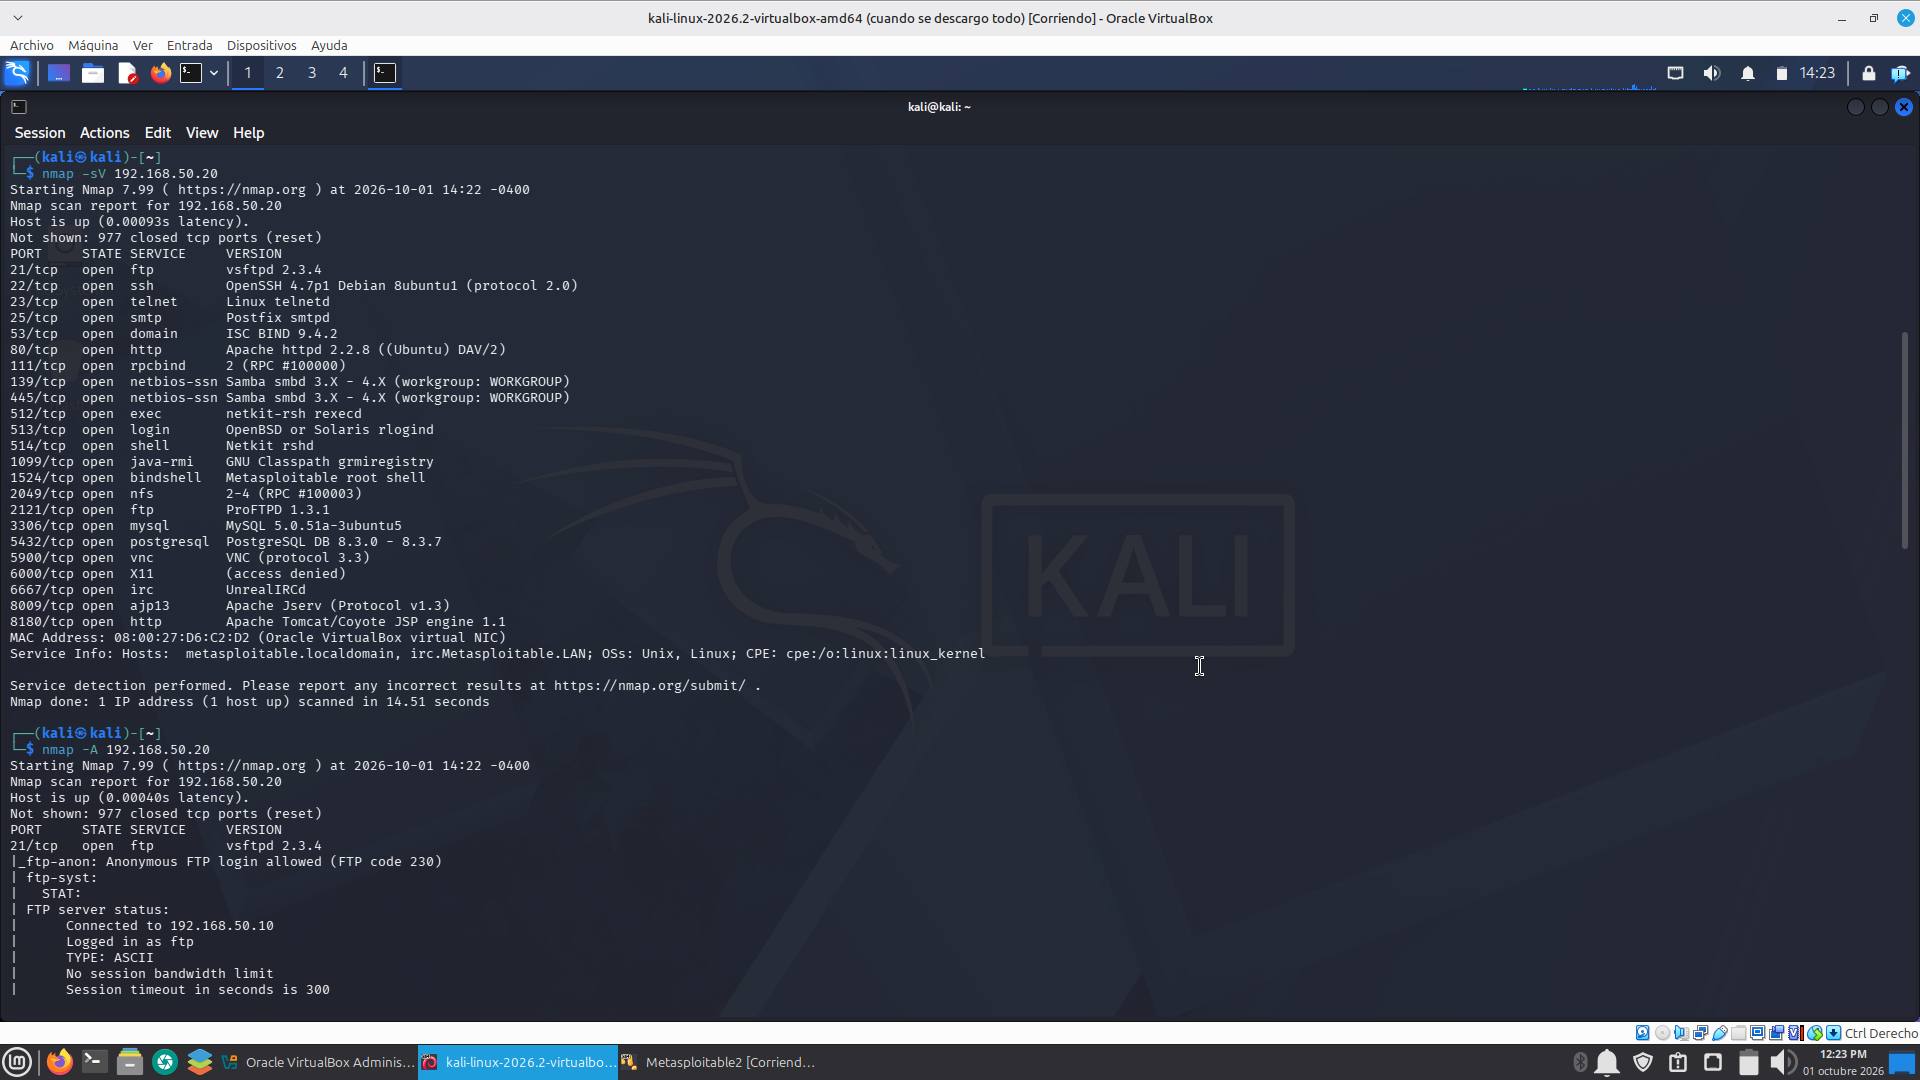 kali-linux-2026.2-virtualbox-amd64 (cuando se descargo todo) [Corriendo] - Oracle VirtualBox
Archivo Máquina Ver Entrada Dispositivos Ayuda
1 2 3 4 14:23
kali@kali: ~
Session Actions Edit View Help
┌──(kali㉿kali)-[~]
└─$ nmap -sV 192.168.50.20
Starting Nmap 7.99 ( https://nmap.org ) at 2026-10-01 14:22 -0400
Nmap scan report for 192.168.50.20
Host is up (0.00093s latency).
Not shown: 977 closed tcp ports (reset)
PORT     STATE SERVICE     VERSION
21/tcp   open  ftp         vsftpd 2.3.4
22/tcp   open  ssh         OpenSSH 4.7p1 Debian 8ubuntu1 (protocol 2.0)
23/tcp   open  telnet      Linux telnetd
25/tcp   open  smtp        Postfix smtpd
53/tcp   open  domain      ISC BIND 9.4.2
80/tcp   open  http        Apache httpd 2.2.8 ((Ubuntu) DAV/2)
111/tcp  open  rpcbind     2 (RPC #100000)
139/tcp  open  netbios-ssn Samba smbd 3.X - 4.X (workgroup: WORKGROUP)
445/tcp  open  netbios-ssn Samba smbd 3.X - 4.X (workgroup: WORKGROUP)
512/tcp  open  exec        netkit-rsh rexecd
513/tcp  open  login       OpenBSD or Solaris rlogind
514/tcp  open  shell       Netkit rshd
1099/tcp open  java-rmi    GNU Classpath grmiregistry
1524/tcp open  bindshell   Metasploitable root shell
2049/tcp open  nfs         2-4 (RPC #100003)
2121/tcp open  ftp         ProFTPD 1.3.1
3306/tcp open  mysql       MySQL 5.0.51a-3ubuntu5
5432/tcp open  postgresql  PostgreSQL DB 8.3.0 - 8.3.7
5900/tcp open  vnc         VNC (protocol 3.3)
6000/tcp open  X11         (access denied)
6667/tcp open  irc         UnrealIRCd
8009/tcp open  ajp13       Apache Jserv (Protocol v1.3)
8180/tcp open  http        Apache Tomcat/Coyote JSP engine 1.1
MAC Address: 08:00:27:D6:C2:D2 (Oracle VirtualBox virtual NIC)
Service Info: Hosts:  metasploitable.localdomain, irc.Metasploitable.LAN; OSs: Unix, Linux; CPE: cpe:/o:linux:linux_kernel
Service detection performed. Please report any incorrect results at https://nmap.org/submit/ .
Nmap done: 1 IP address (1 host up) scanned in 14.51 seconds
┌──(kali㉿kali)-[~]
└─$ nmap -A 192.168.50.20
Starting Nmap 7.99 ( https://nmap.org ) at 2026-10-01 14:22 -0400
Nmap scan report for 192.168.50.20
Host is up (0.00040s latency).
Not shown: 977 closed tcp ports (reset)
PORT     STATE SERVICE     VERSION
21/tcp   open  ftp         vsftpd 2.3.4
|_ftp-anon: Anonymous FTP login allowed (FTP code 230)
| ftp-syst:
|   STAT:
| FTP server status:
|      Connected to 192.168.50.10
|      Logged in as ftp
|      TYPE: ASCII
|      No session bandwidth limit
|      Session timeout in seconds is 300
KALI
Ctrl Derecho
Oracle VirtualBox Adminis... kali-linux-2026.2-virtualbo... Metasploitable2 [Corriend... 12:23 PM
01 octubre 2026